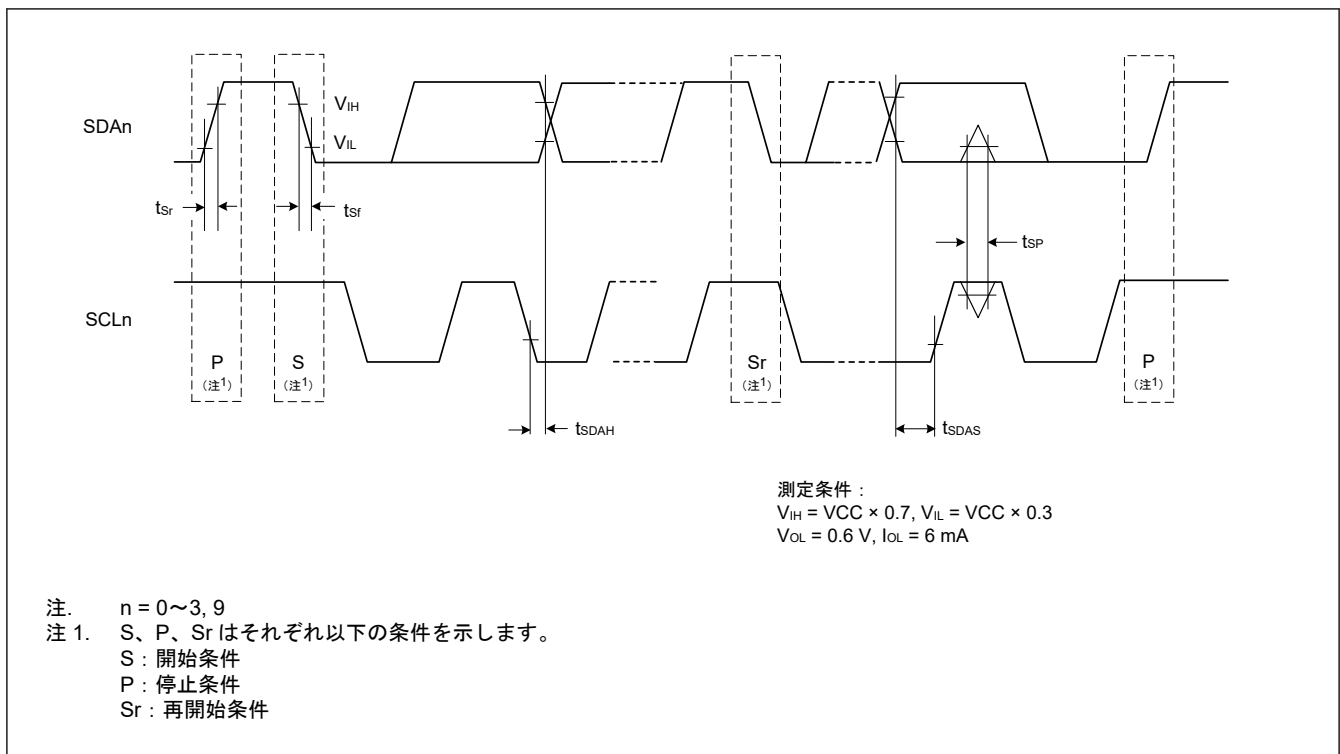 SDAn
VIH
VIL
tSr
tSf
tSP
SCLn
P
（注1）
S
（注1）
Sr
（注1）
P
（注1）
tSDAH
tSDAS
測定条件：
VIH = VCC × 0.7, VIL = VCC × 0.3
VOL = 0.6 V, IOL = 6 mA
注. n = 0～3, 9
注 1. S、P、Sr はそれぞれ以下の条件を示します。
S：開始条件
P：停止条件
Sr：再開始条件